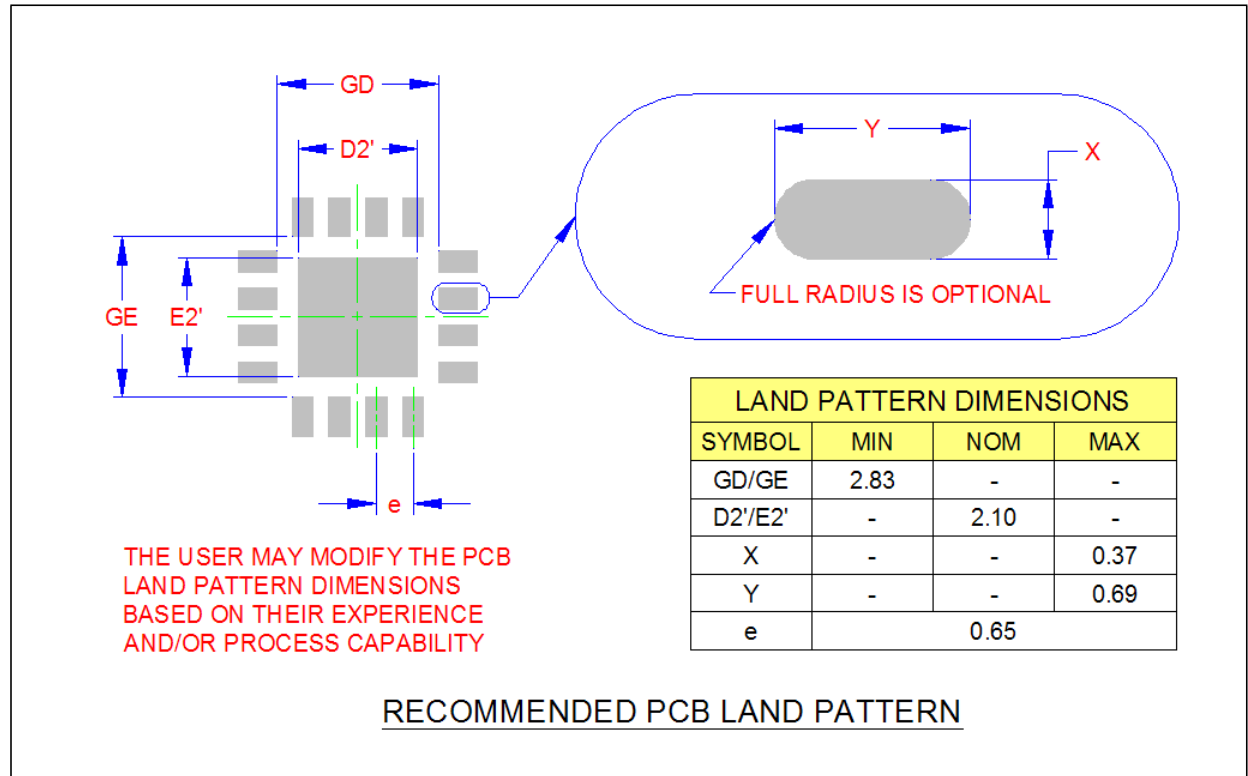 GD
D2'
GE
E2'
e
Y
X
FULL RADIUS IS OPTIONAL
THE USER MAY MODIFY THE PCB
LAND PATTERN DIMENSIONS
BASED ON THEIR EXPERIENCE
AND/OR PROCESS CAPABILITY
LAND PATTERN DIMENSIONS
SYMBOL MIN NOM MAX
GD/GE 2.83 - -
D2'/E2' - 2.10 -
X - - 0.37
Y - - 0.69
e 0.65
RECOMMENDED PCB LAND PATTERN